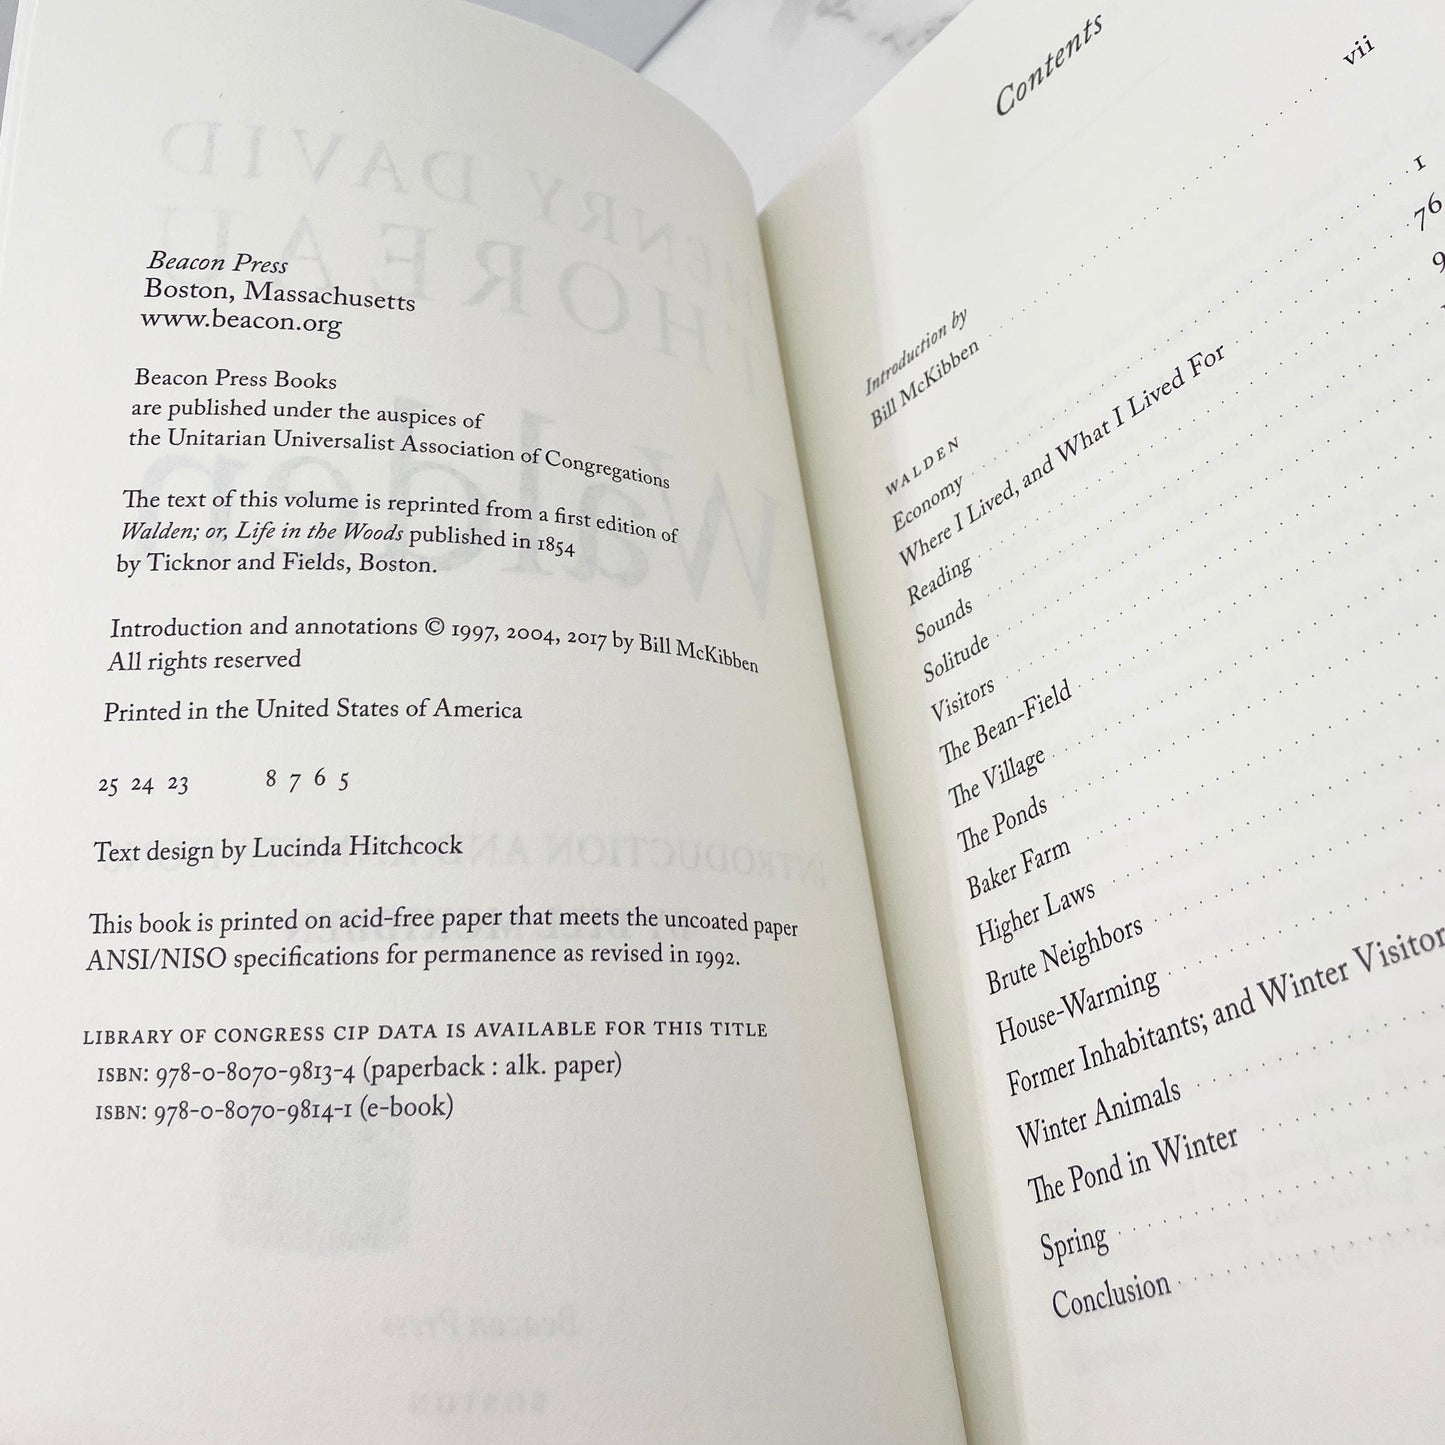 Beacon Press
Boston, Massachusetts
www.beacon.org
Beacon Press Books
are published under the auspices of
the Unitarian Universalist Association of Congregations
The text of this volume is reprinted from a first edition of
Walden; or, Life in the Woods published in 1854
by Ticknor and Fields, Boston.
Introduction and annotations © 1997, 2004, 2017 by Bill McKibben
All rights reserved
Printed in the United States of America
25 24 23 8 7 6 5
Text design by Lucinda Hitchcock
This book is printed on acid-free paper that meets the uncoated paper
ANSI/NISO specifications for permanence as revised in 1992.
LIBRARY OF CONGRESS CIP DATA IS AVAILABLE FOR THIS TITLE
ISBN: 978-0-8070-9813-4 (paperback : alk. paper)
ISBN: 978-0-8070-9814-1 (e-book)
Contents
Introduction by
Bill McKibben vii
WALDEN
Economy 1
Where I Lived, and What I Lived For 76
Reading
Sounds
Solitude
Visitors
The Bean-Field
The Village
The Ponds
Baker Farm
Higher Laws
Brute Neighbors
House-Warming
Former Inhabitants; and Winter
Winter Animals
The Pond in Winter
Spring
Conclusion